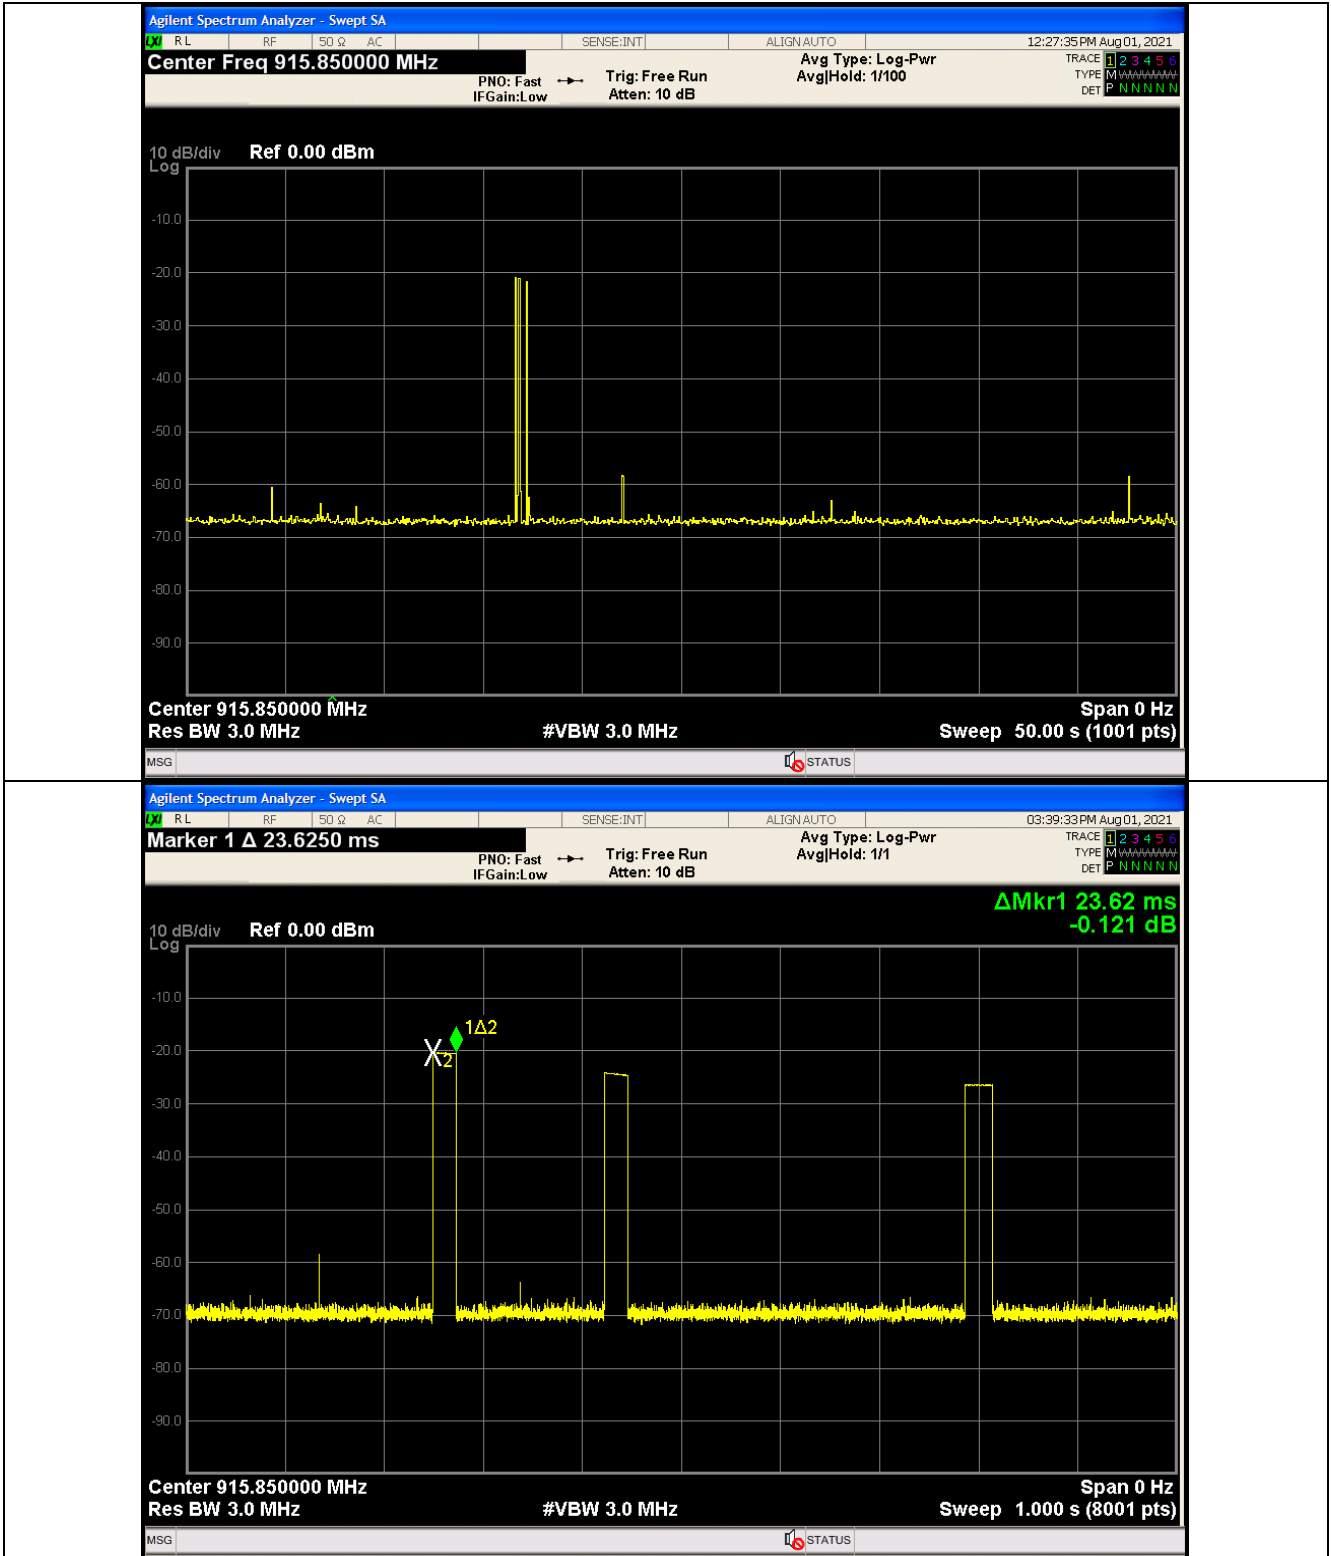 Agilent Spectrum Analyzer - Swept SA
LXI RL RF 50 Ω AC SENSE:INT ALIGN AUTO 12:27:35 PM Aug 01, 2021
Center Freq 915.850000 MHz
PNO: Fast
IFGain:Low
Trig: Free Run
Atten: 10 dB
Avg Type: Log-Pwr
Avg|Hold: 1/100
TRACE 1 2 3 4 5 6
TYPE M
DET P N N N N N
10 dB/div Ref 0.00 dBm
Log
-10.0
-20.0
-30.0
-40.0
-50.0
-60.0
-70.0
-80.0
-90.0
Center 915.850000 MHz Span 0 Hz
Res BW 3.0 MHz #VBW 3.0 MHz Sweep 50.00 s (1001 pts)
MSG STATUS
Agilent Spectrum Analyzer - Swept SA
LXI RL RF 50 Ω AC SENSE:INT ALIGN AUTO 03:39:33 PM Aug 01, 2021
Marker 1 Δ 23.6250 ms
PNO: Fast
IFGain:Low
Trig: Free Run
Atten: 10 dB
Avg Type: Log-Pwr
Avg|Hold: 1/1
TRACE 1 2 3 4 5 6
TYPE M
DET P N N N N N
ΔMkr1 23.62 ms
-0.121 dB
10 dB/div Ref 0.00 dBm
Log
-10.0
1Δ2
-20.0
X2
-30.0
-40.0
-50.0
-60.0
-70.0
-80.0
-90.0
Center 915.850000 MHz Span 0 Hz
Res BW 3.0 MHz #VBW 3.0 MHz Sweep 1.000 s (8001 pts)
MSG STATUS